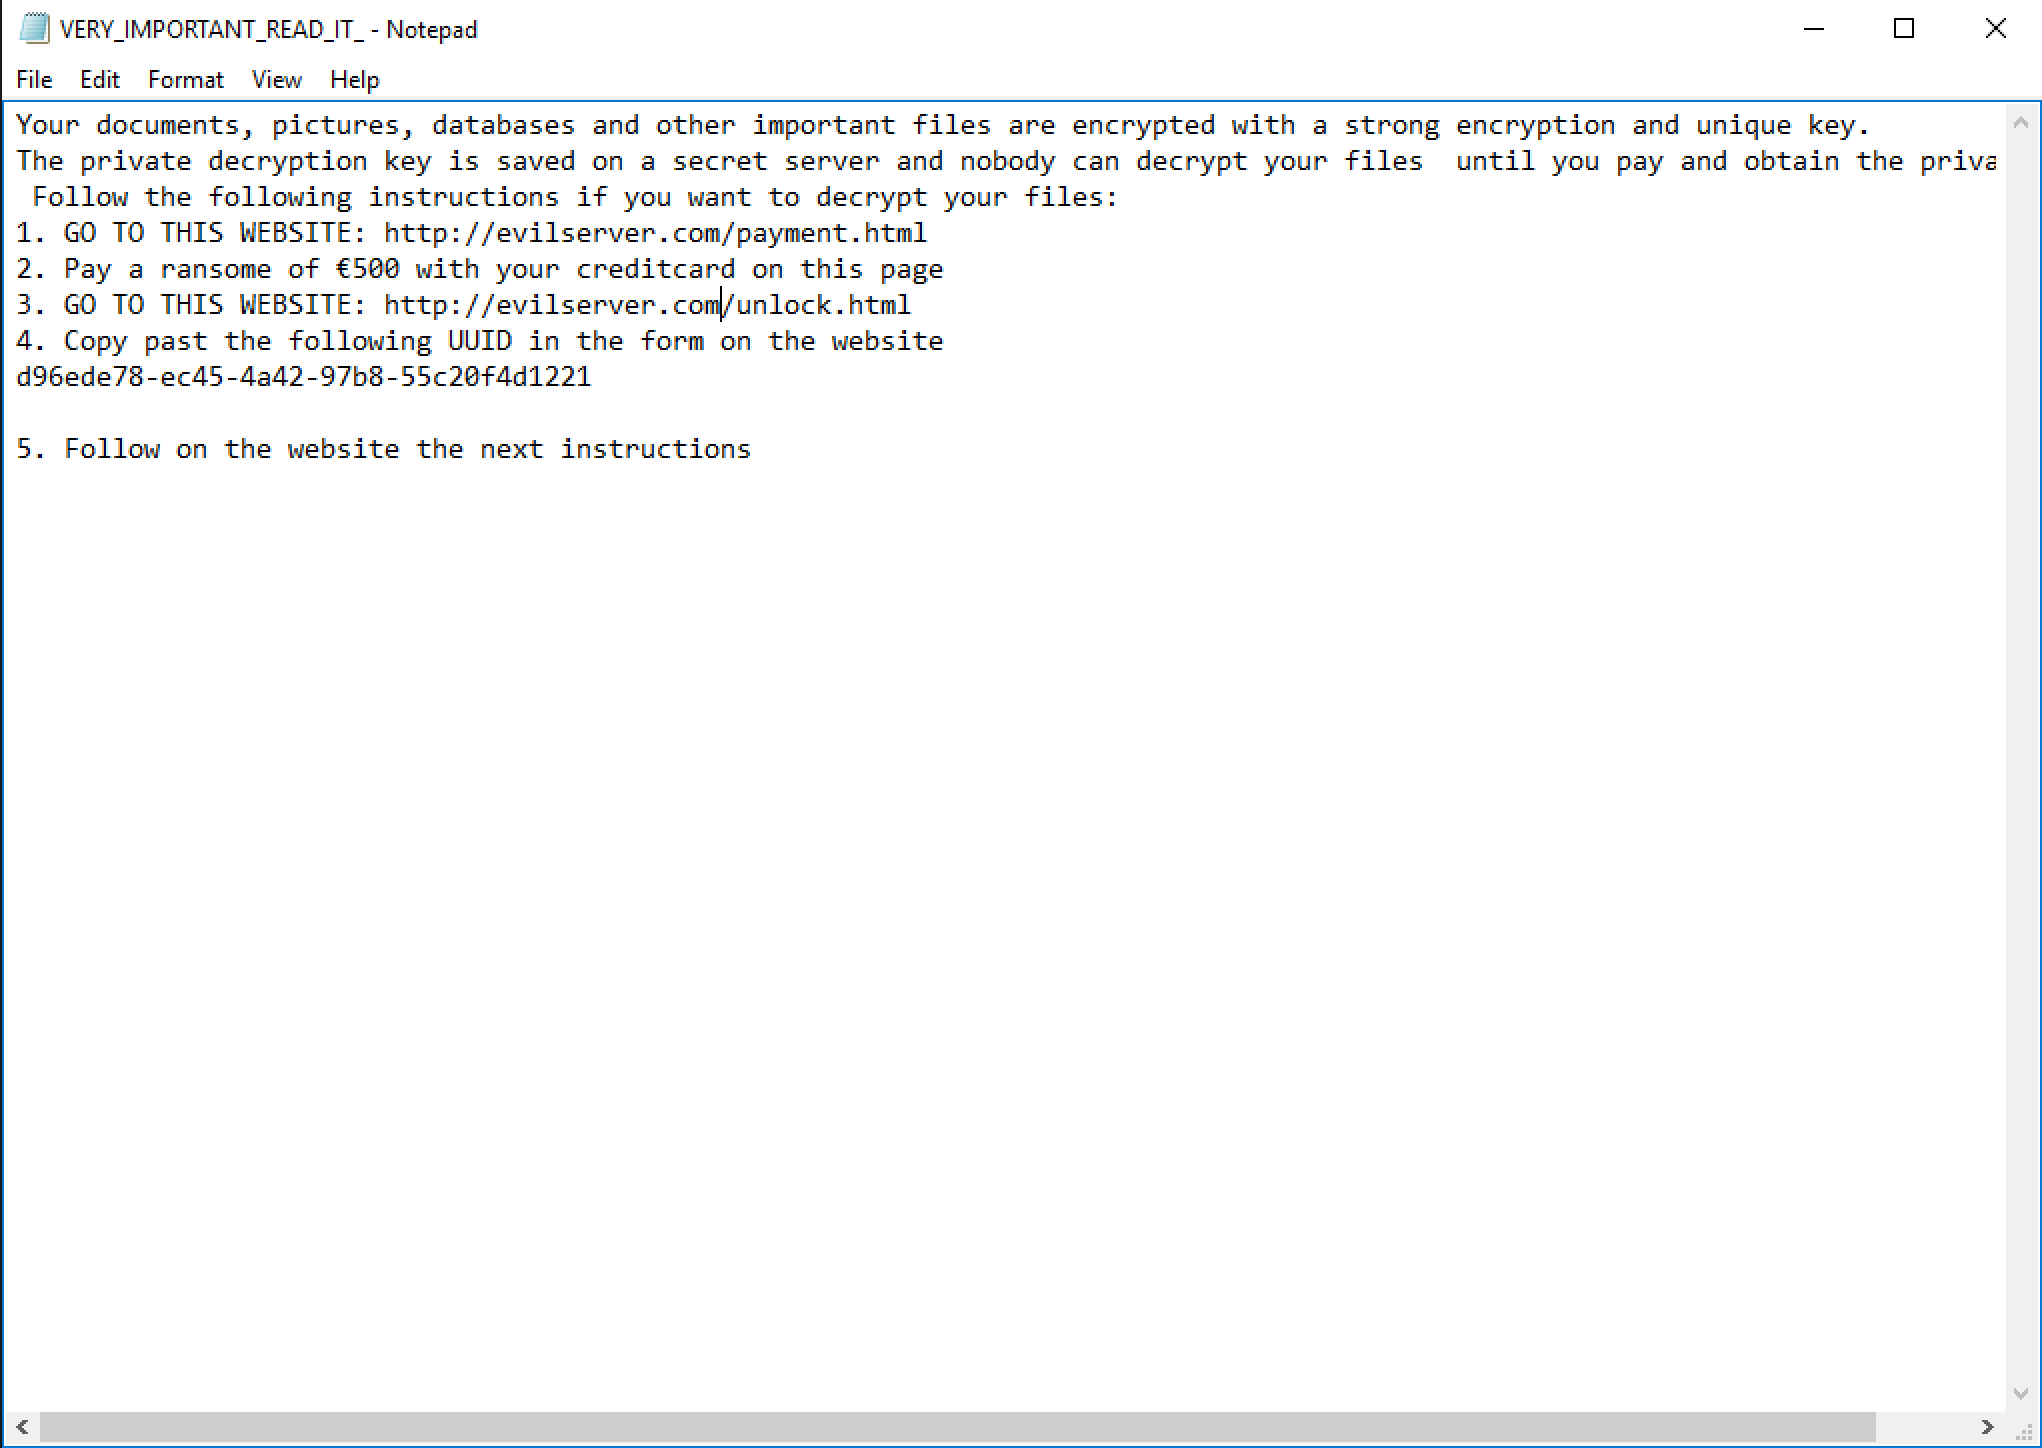 VERY_IMPORTANT_READ_IT_ - Notepad
File Edit Format View Help
Your documents, pictures, databases and other important files are encrypted with a strong encryption and unique key.
The private decryption key is saved on a secret server and nobody can decrypt your files  until you pay and obtain the priva
 Follow the following instructions if you want to decrypt your files:
1. GO TO THIS WEBSITE: http://evilserver.com/payment.html
2. Pay a ransome of €500 with your creditcard on this page
3. GO TO THIS WEBSITE: http://evilserver.com/unlock.html
4. Copy past the following UUID in the form on the website
d96ede78-ec45-4a42-97b8-55c20f4d1221
5. Follow on the website the next instructions